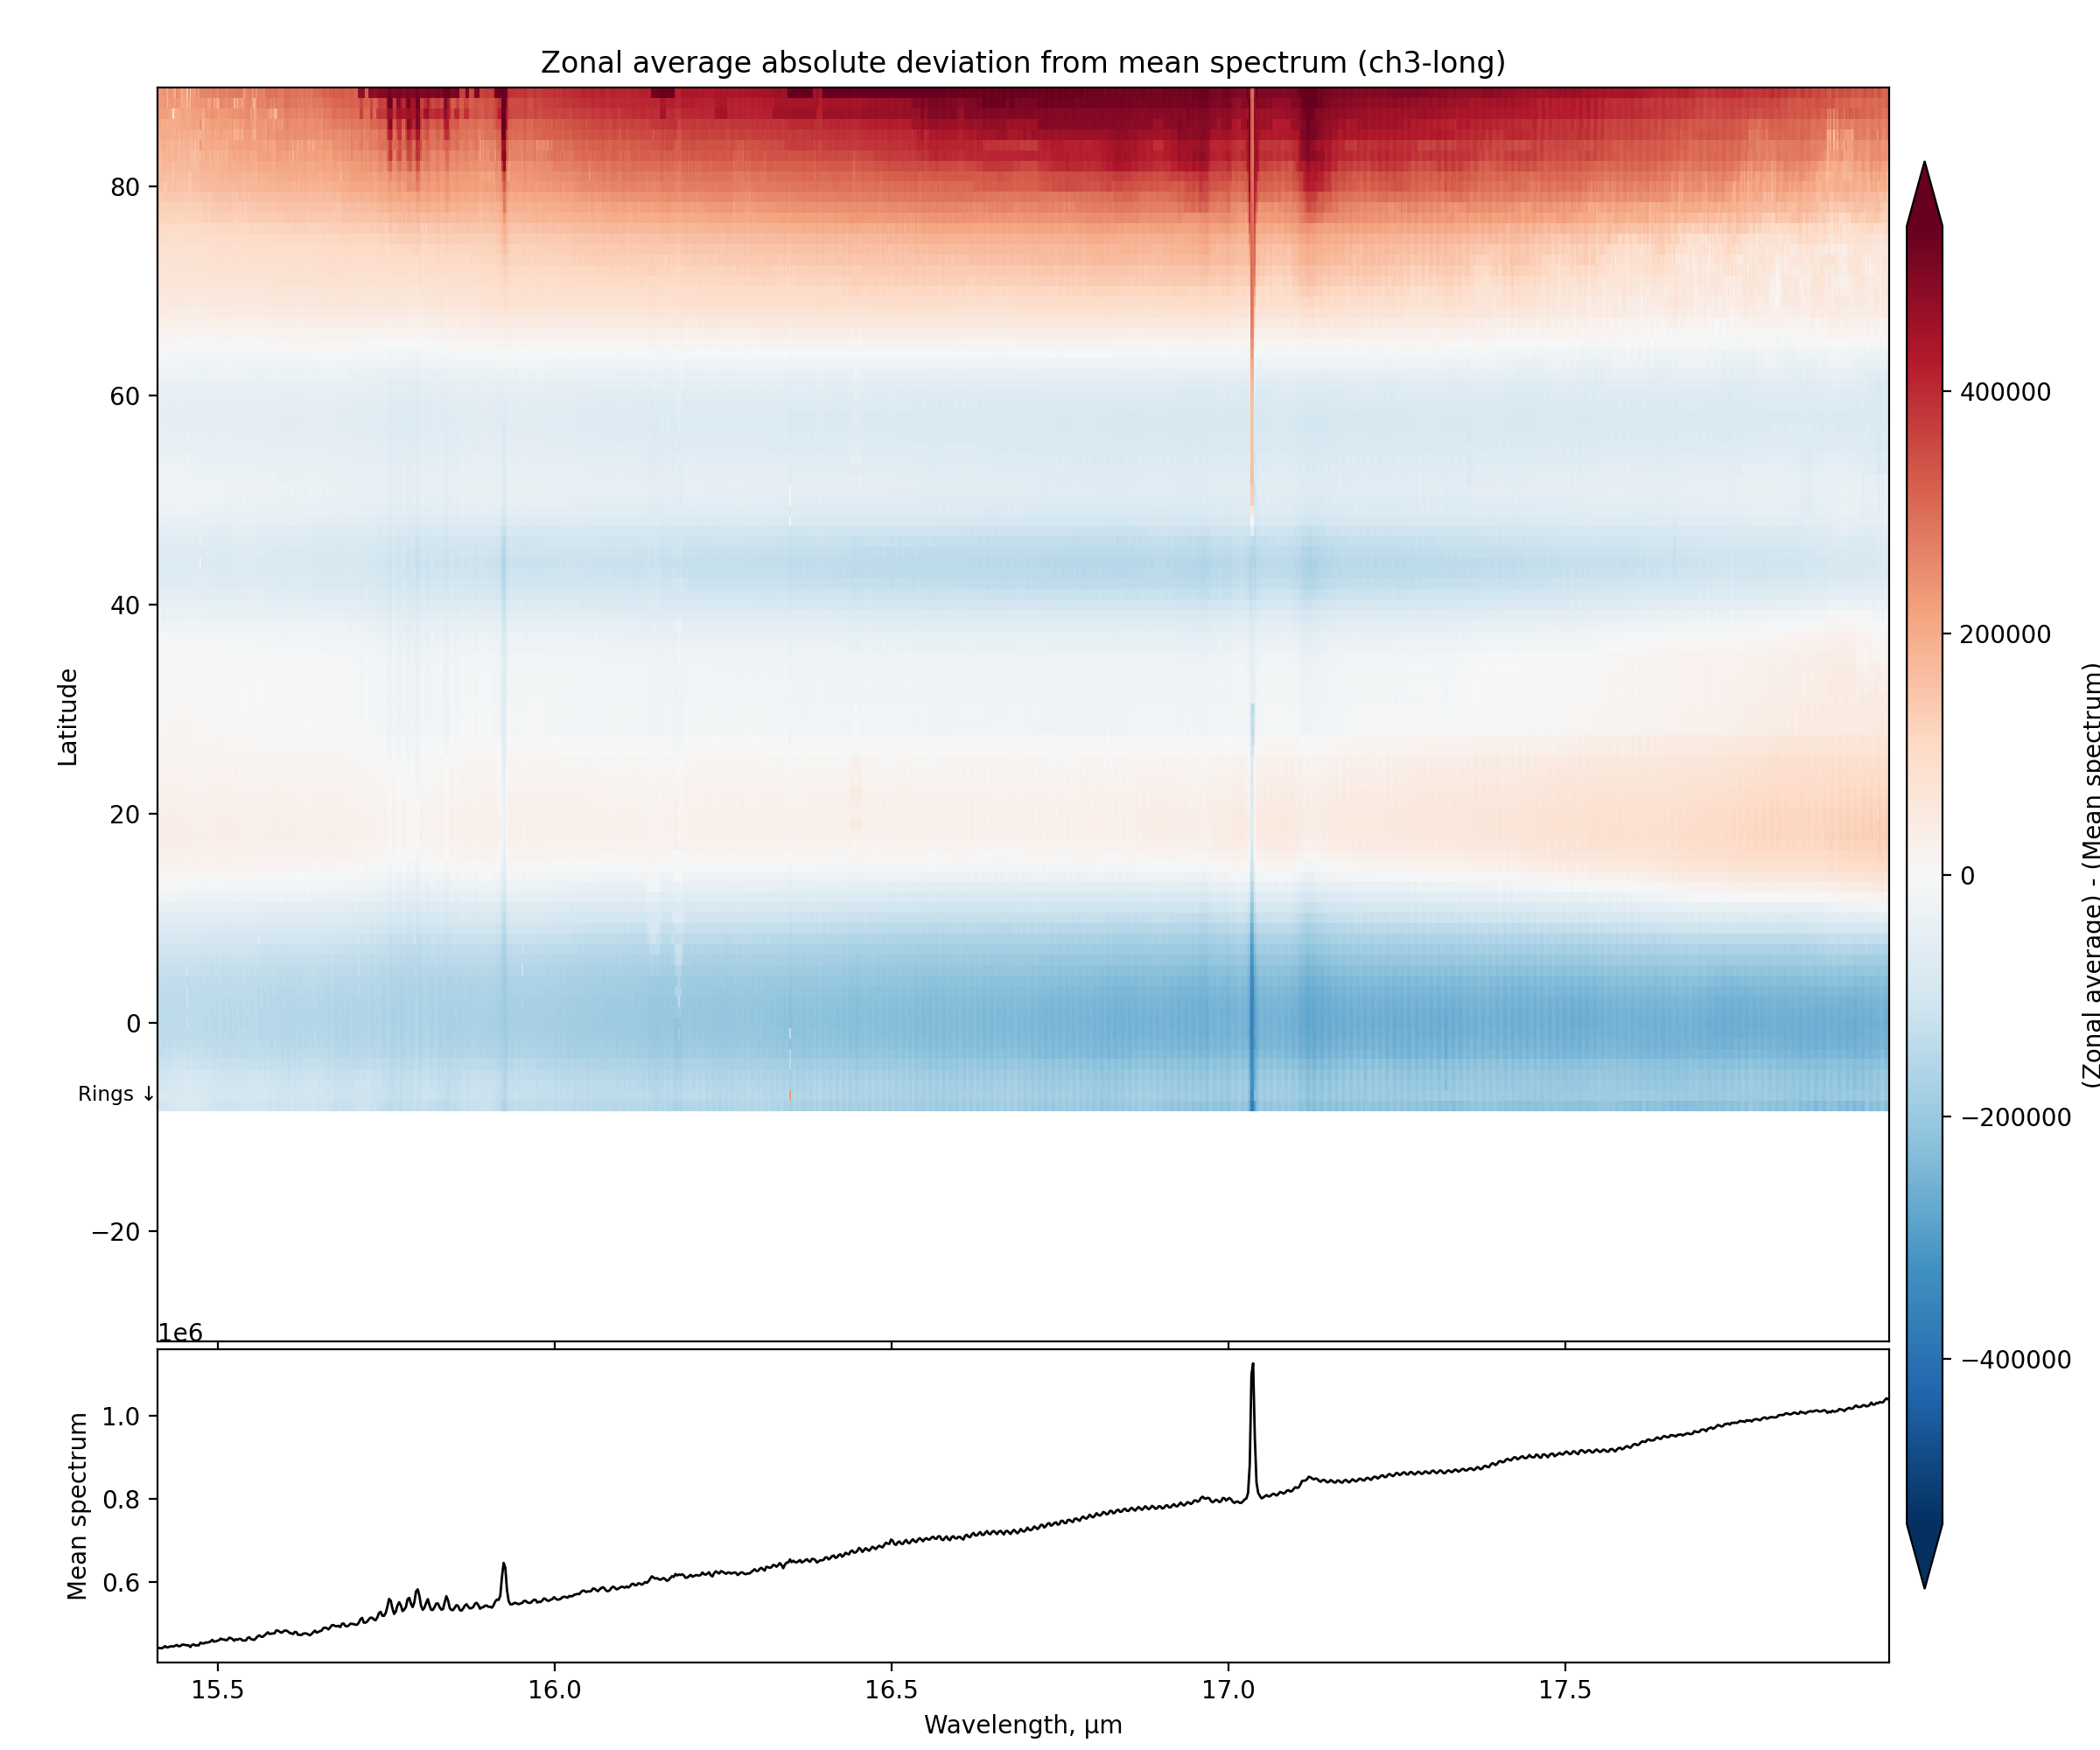 Zonal average absolute deviation from mean spectrum (ch3-long)
80
60
40
20
0
Rings ↓
−20
Latitude
400000
200000
0
−200000
−400000
(Zonal average) - (Mean spectrum)
1e6
1.0
0.8
0.6
Mean spectrum
15.5 16.0 16.5 17.0 17.5
Wavelength, µm